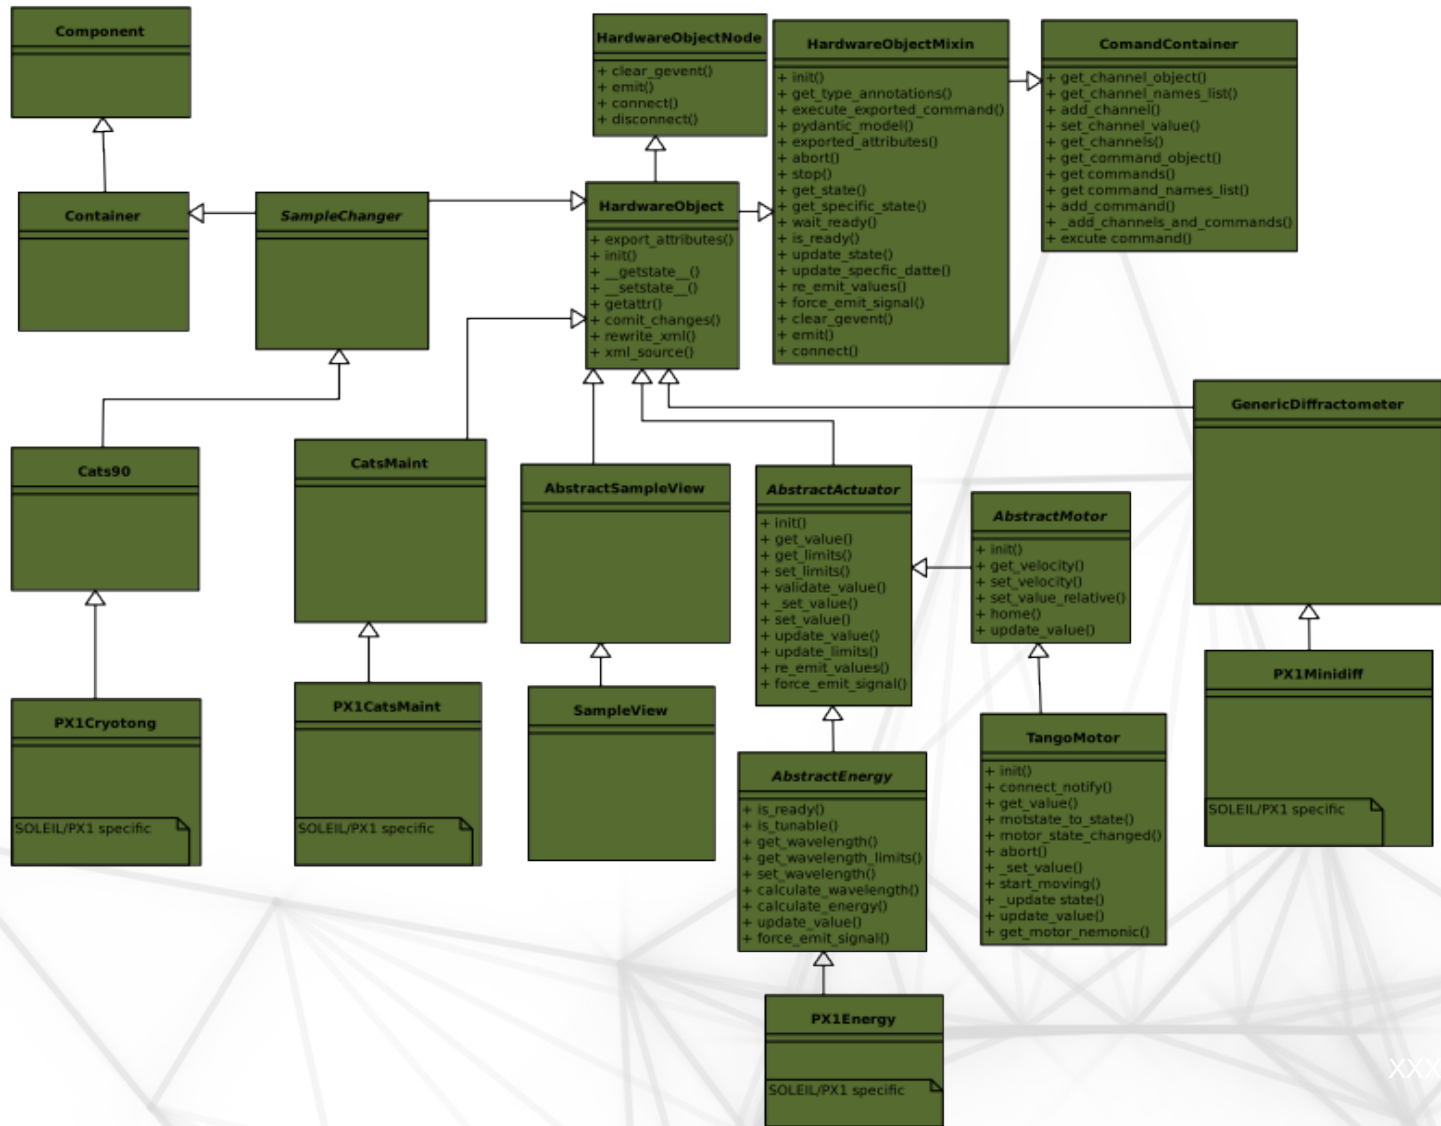 Component
HardwareObjectNode
+ clear_gevent()
+ emit()
+ connect()
+ disconnect()
HardwareObjectMixin
+ init()
+ get_type_annotations()
+ execute_exported_command()
+ pydantic_model()
+ exported_attributes()
+ abort()
+ stop()
+ get_state()
+ get_specific_state()
+ wait_ready()
+ is_ready()
+ update_state()
+ update_specfic_datte()
+ re_emit_values()
+ force_emit_signal()
+ clear_gevent()
+ emit()
+ connect()
ComandContainer
+ get_channel_object()
+ get_channel_names_list()
+ add_channel()
+ set_channel_value()
+ get_channels()
+ get_command_object()
+ get commands()
+ get command_names_list()
+ add_command()
+ _add_channels_and_commands()
+ excute command()
Container
SampleChanger
HardwareObject
+ export_attributes()
+ init()
+ __getstate__()
+ __setstate__()
+ getattr()
+ comit_changes()
+ rewrite_xml()
+ xml_source()
GenericDiffractometer
Cats90
CatsMaint
AbstractSampleView
AbstractActuator
+ init()
+ get_value()
+ get_limits()
+ set_limits()
+ validate_value()
+ _set_value()
+ set_value()
+ update_value()
+ update_limits()
+ re_emit_values()
+ force_emit_signal()
AbstractMotor
+ init()
+ get_velocity()
+ set_velocity()
+ set_value_relative()
+ home()
+ update_value()
PX1Cryotong
SOLEIL/PX1 specific
PX1CatsMaint
SOLEIL/PX1 specific
SampleView
AbstractEnergy
+ is_ready()
+ is_tunable()
+ get_wavelength()
+ get_wavelength_limits()
+ set_wavelength()
+ calculate_wavelength()
+ calculate_energy()
+ update_value()
+ force_emit_signal()
TangoMotor
+ init()
+ connect_notify()
+ get_value()
+ motstate_to_state()
+ motor_state_changed()
+ abort()
+ _set_value()
+ start_moving()
+ _update state()
+ update_value()
+ get_motor_nemonic()
PX1Minidiff
SOLEIL/PX1 specific
PX1Energy
SOLEIL/PX1 specific
XXX